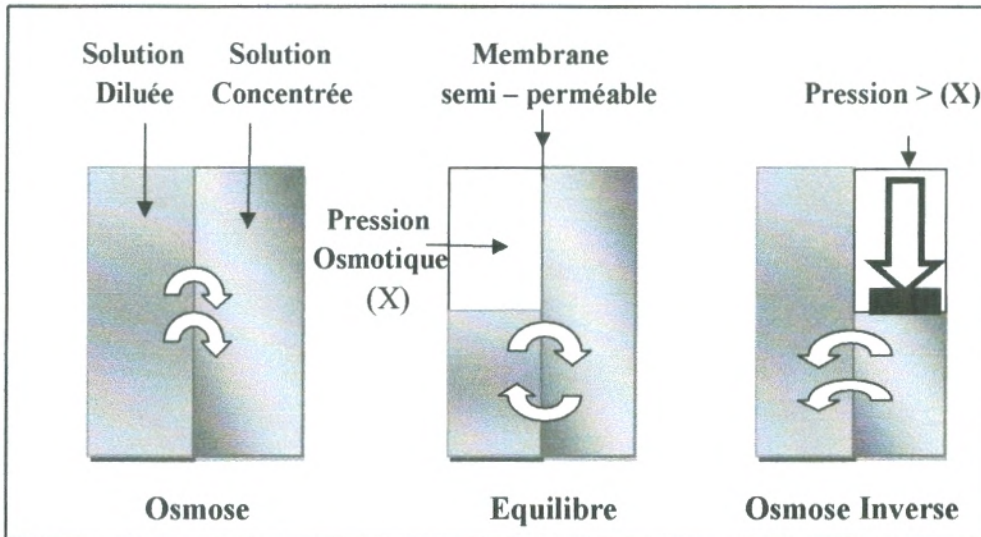 Solution
Diluée
Solution
Concentrée
Membrane
semi – perméable
Pression > (X)
Pression
Osmotique
(X)
Osmose
Equilibre
Osmose Inverse